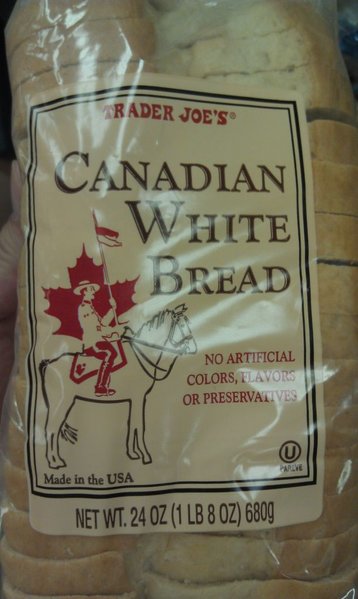 TRADER JOE'S®
CANADIAN
WHITE
BREAD
NO ARTIFICIAL
COLORS, FLAVORS
OR PRESERVATIVES
U
PARVE
Made in the USA
NET WT. 24 OZ (1 LB 8 OZ) 680g